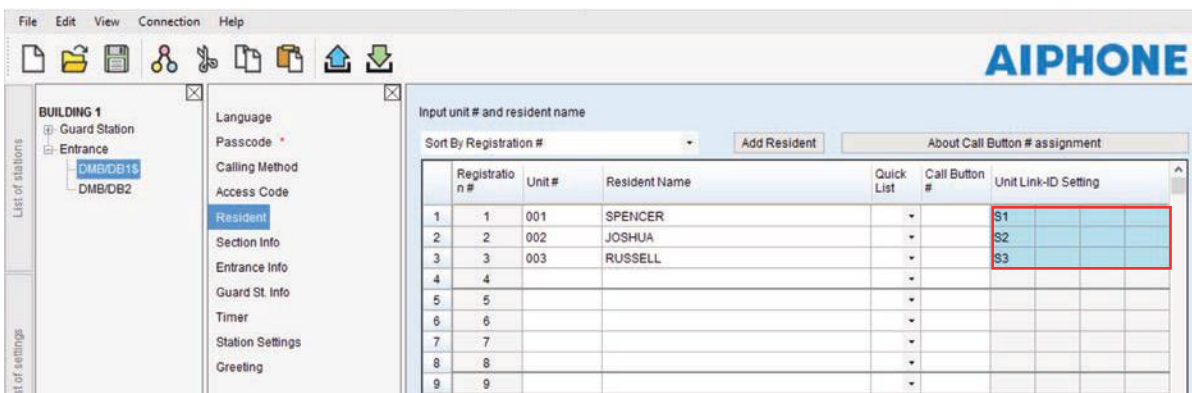 File Edit View Connection Help
AIPHONE
List of stations
BUILDING 1
Guard Station
Entrance
DMB/DB1$
DMB/DB2
st of settings
Language
Passcode *
Calling Method
Access Code
Resident
Section Info
Entrance Info
Guard St. Info
Timer
Station Settings
Greeting
Input unit # and resident name
Sort By Registration # Add Resident About Call Button # assignment
Registratio n # Unit # Resident Name Quick List Call Button # Unit Link-ID Setting
1 1 001 SPENCER S1
2 2 002 JOSHUA S2
3 3 003 RUSSELL S3
4 4
5 5
6 6
7 7
8 8
9 9